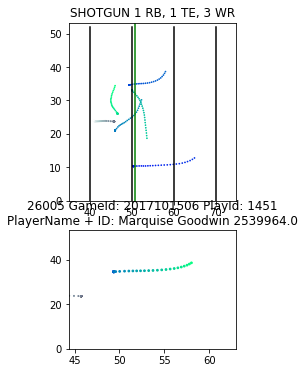 SHOTGUN 1 RB, 1 TE, 3 WR
50
40
30
20
10
0
40 50 60 70
26005 GameId: 2017101506 PlayId: 1451
PlayerName + ID: Marquise Goodwin 2539964.0
40
20
0
45 50 55 60